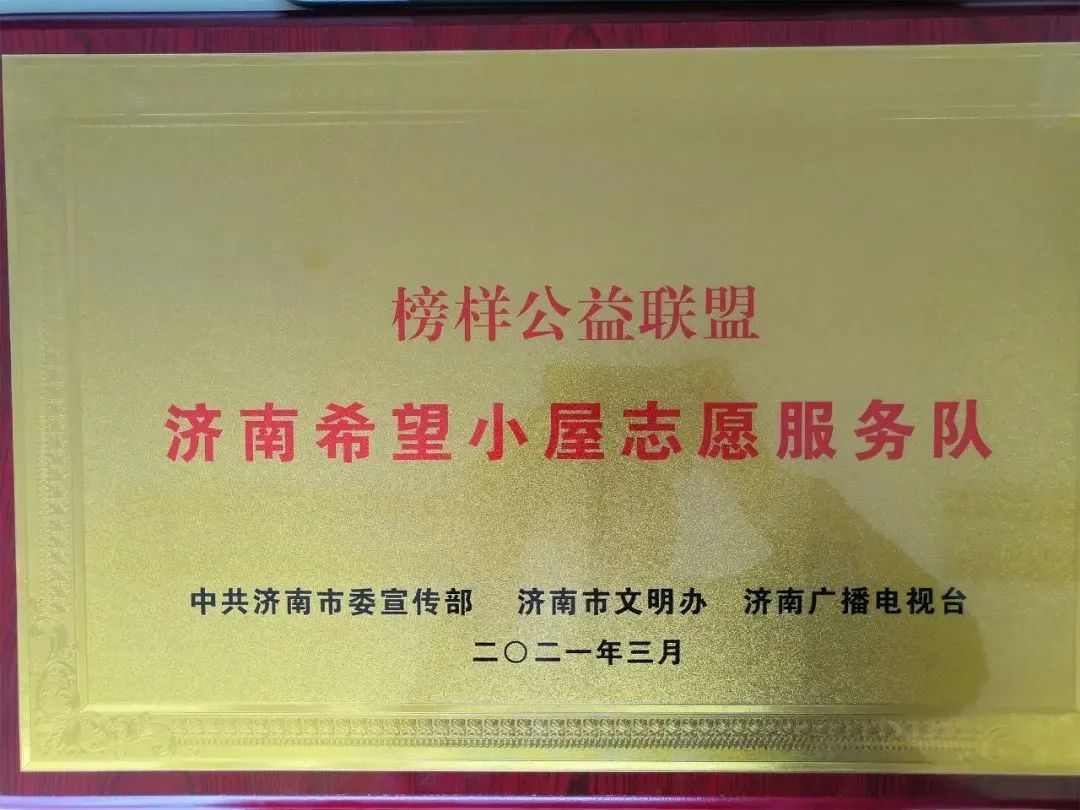 榜样公益联盟
济南希望小屋志愿服务队
中共济南市委宣传部 济南市文明办 济南广播电视台
二〇二一年三月